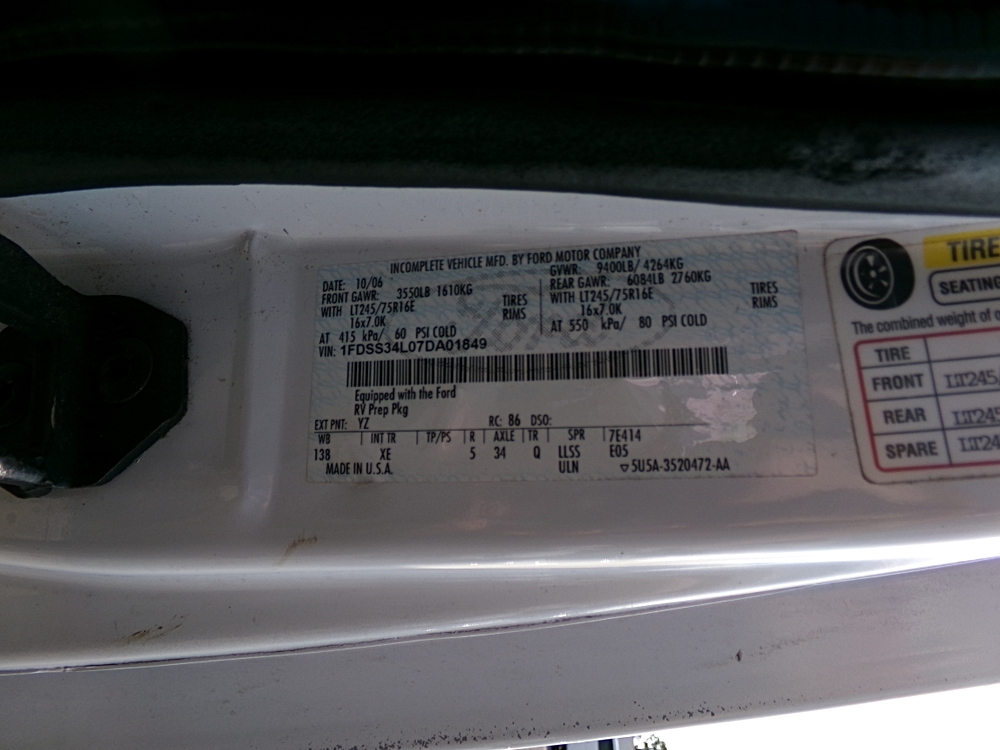 INCOMPLETE VEHICLE MFD. BY FORD MOTOR COMPANY
DATE: 10/06 GVWR: 9400LB/ 4264KG
FRONT GAWR: 3550LB 1610KG REAR GAWR: 6084LB 2760KG
WITH LT245/75R16E TIRES WITH LT245/75R16E TIRES
16x7.0K RIMS 16x7.0K RIMS
AT 415 kPa/ 60 PSI COLD AT 550 kPa/ 80 PSI COLD
VIN: 1FDSS34L07DA01849
Equipped with the Ford
RV Prep Pkg
EXT PNT: YZ RC: 86 DSO:
WB INT TR TP/PS R AXLE TR SPR 7E414
138 XE 5 34 Q LLSS E05
MADE IN U.S.A. ULN ▽5U5A-3520472-AA
TIRE
SEATING
The combined weight of
TIRE
FRONT LT245
REAR LT245
SPARE LT24